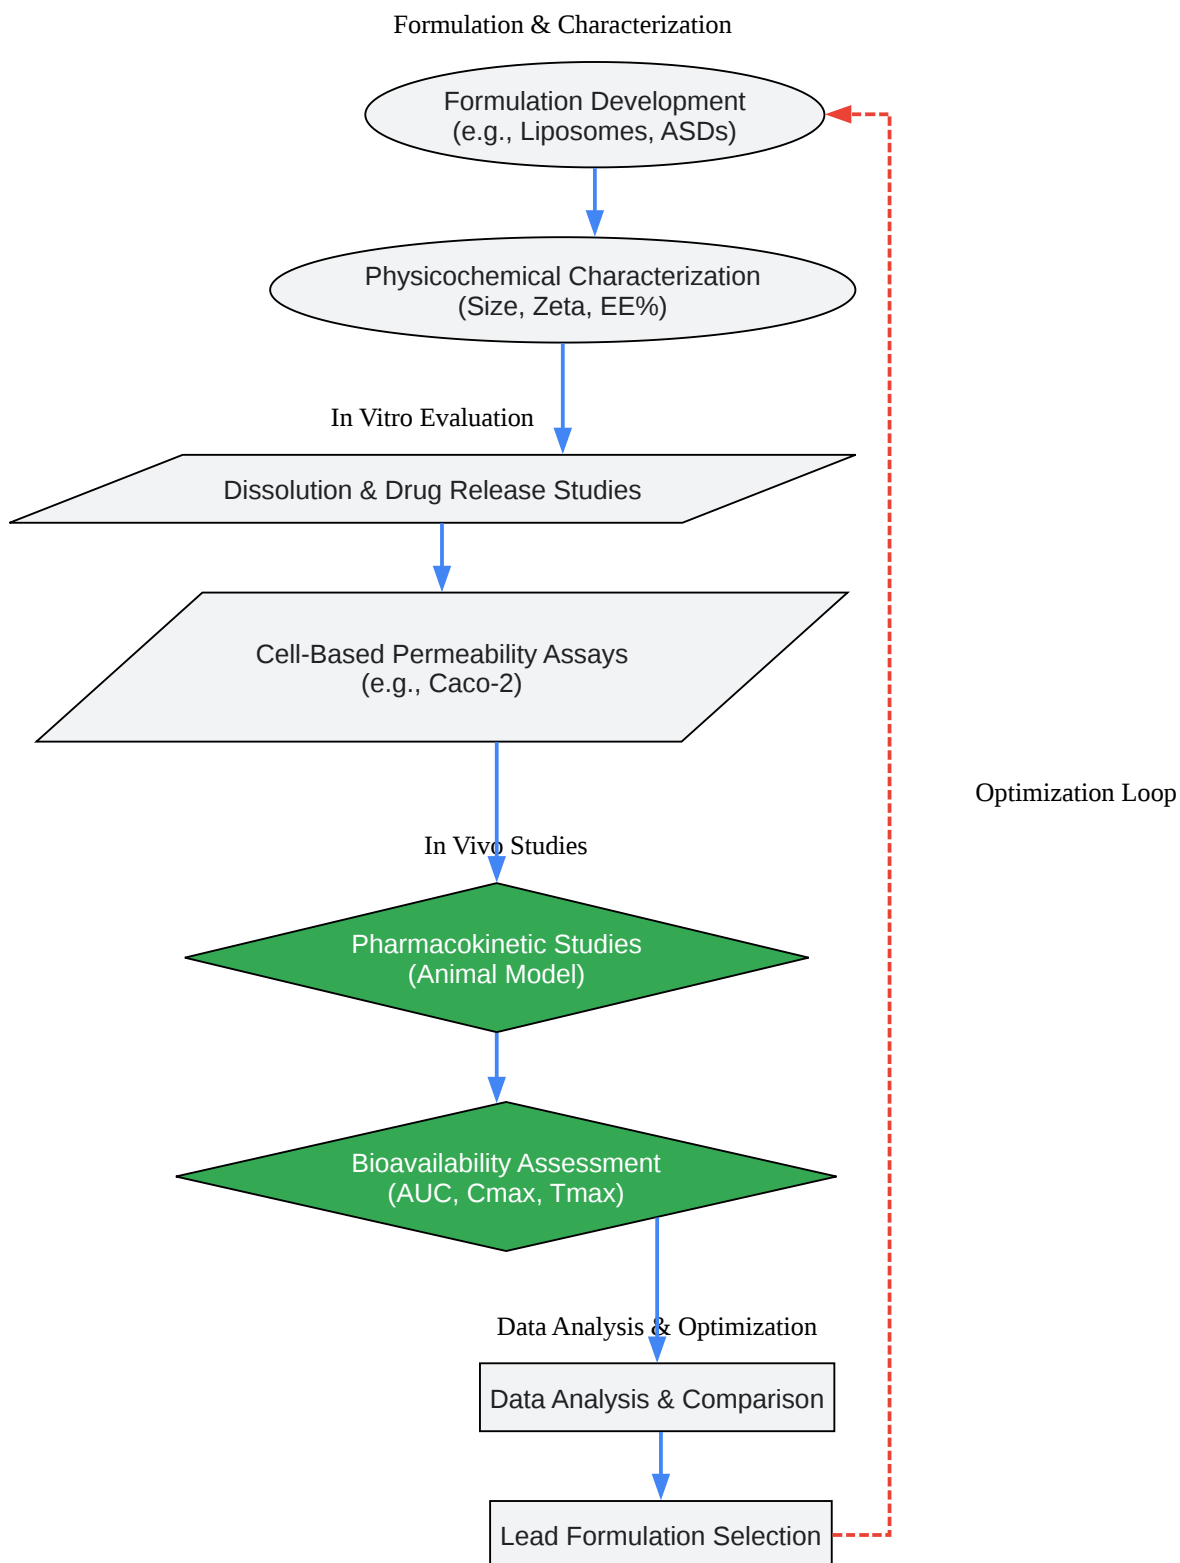 Formulation & Characterization
Formulation Development
(e.g., Liposomes, ASDs)
Physicochemical Characterization
(Size, Zeta, EE%)
In Vitro Evaluation
Dissolution & Drug Release Studies
Cell-Based Permeability Assays
(e.g., Caco-2)
Optimization Loop
In Vivo Studies
Pharmacokinetic Studies
(Animal Model)
Bioavailability Assessment
(AUC, Cmax, Tmax)
Data Analysis & Optimization
Data Analysis & Comparison
Lead Formulation Selection